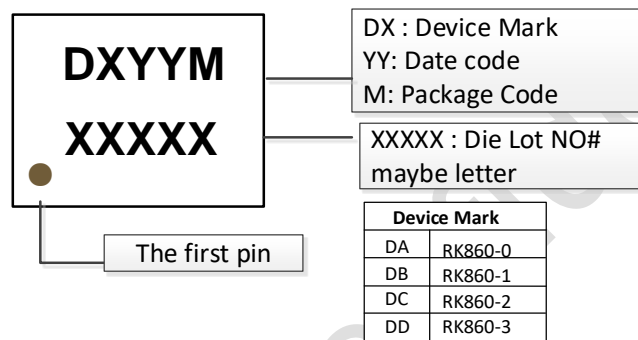 DXYYM
XXXXX
DX : Device Mark
YY: Date code
M: Package Code
XXXXX : Die Lot NO#
maybe letter
The first pin
Device Mark
DA RK860-0
DB RK860-1
DC RK860-2
DD RK860-3